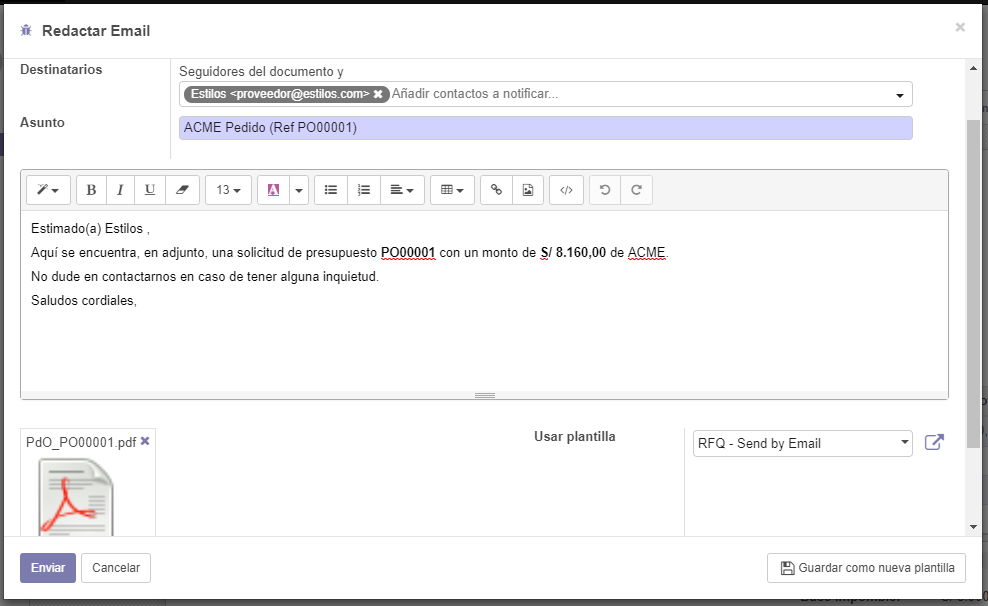 Redactar Email
×
Destinatarios
Seguidores del documento y
Estilos <proveedor@estilos.com> ✖ Añadir contactos a notificar...
Asunto
ACME Pedido (Ref PO00001)
B I U 13 A </>
Estimado(a) Estilos ,
Aquí se encuentra, en adjunto, una solicitud de presupuesto PO00001 con un monto de S/ 8.160,00 de ACME.
No dude en contactarnos en caso de tener alguna inquietud.
Saludos cordiales,
PdO_PO00001.pdf ✖
Usar plantilla
RFQ - Send by Email
Enviar
Cancelar
Guardar como nueva plantilla